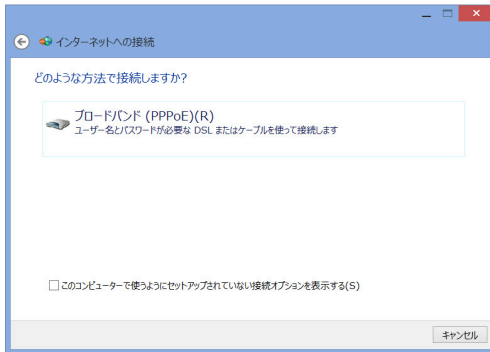 インターネットへの接続
どのような方法で接続しますか?
ブロードバンド (PPPoE)(R)
ユーザー名とパスワードが必要な DSL またはケーブルを使って接続します
このコンピューターで使うようにセットアップされていない接続オプションを表示する(S)
キャンセル